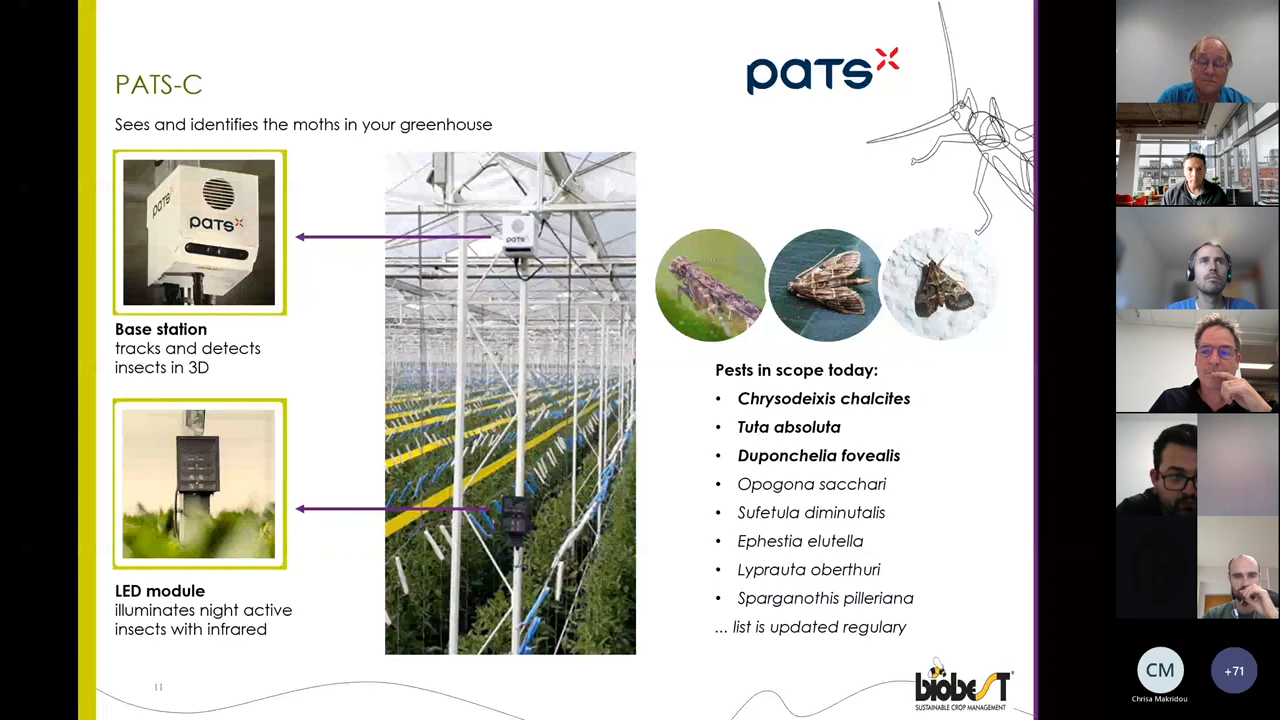 PATS-C
Sees and identifies the moths in your greenhouse
PATS
PATS
PATS
PATS
Base station
tracks and detects
insects in 3D
LED module
illuminates night active
insects with infrared
Pests in scope today:
• Chrysodeixis chalcites
• Tuta absoluta
• Duponchelia fovealis
• Opogona sacchari
• Sufetula diminutalis
• Ephestia elutella
• Lyprauta oberthuri
• Sparganothis pilleriana
... list is updated regulary
11
biobesT
SUSTAINABLE CROP MANAGEMENT
CM
+71
Chrisa Makridou